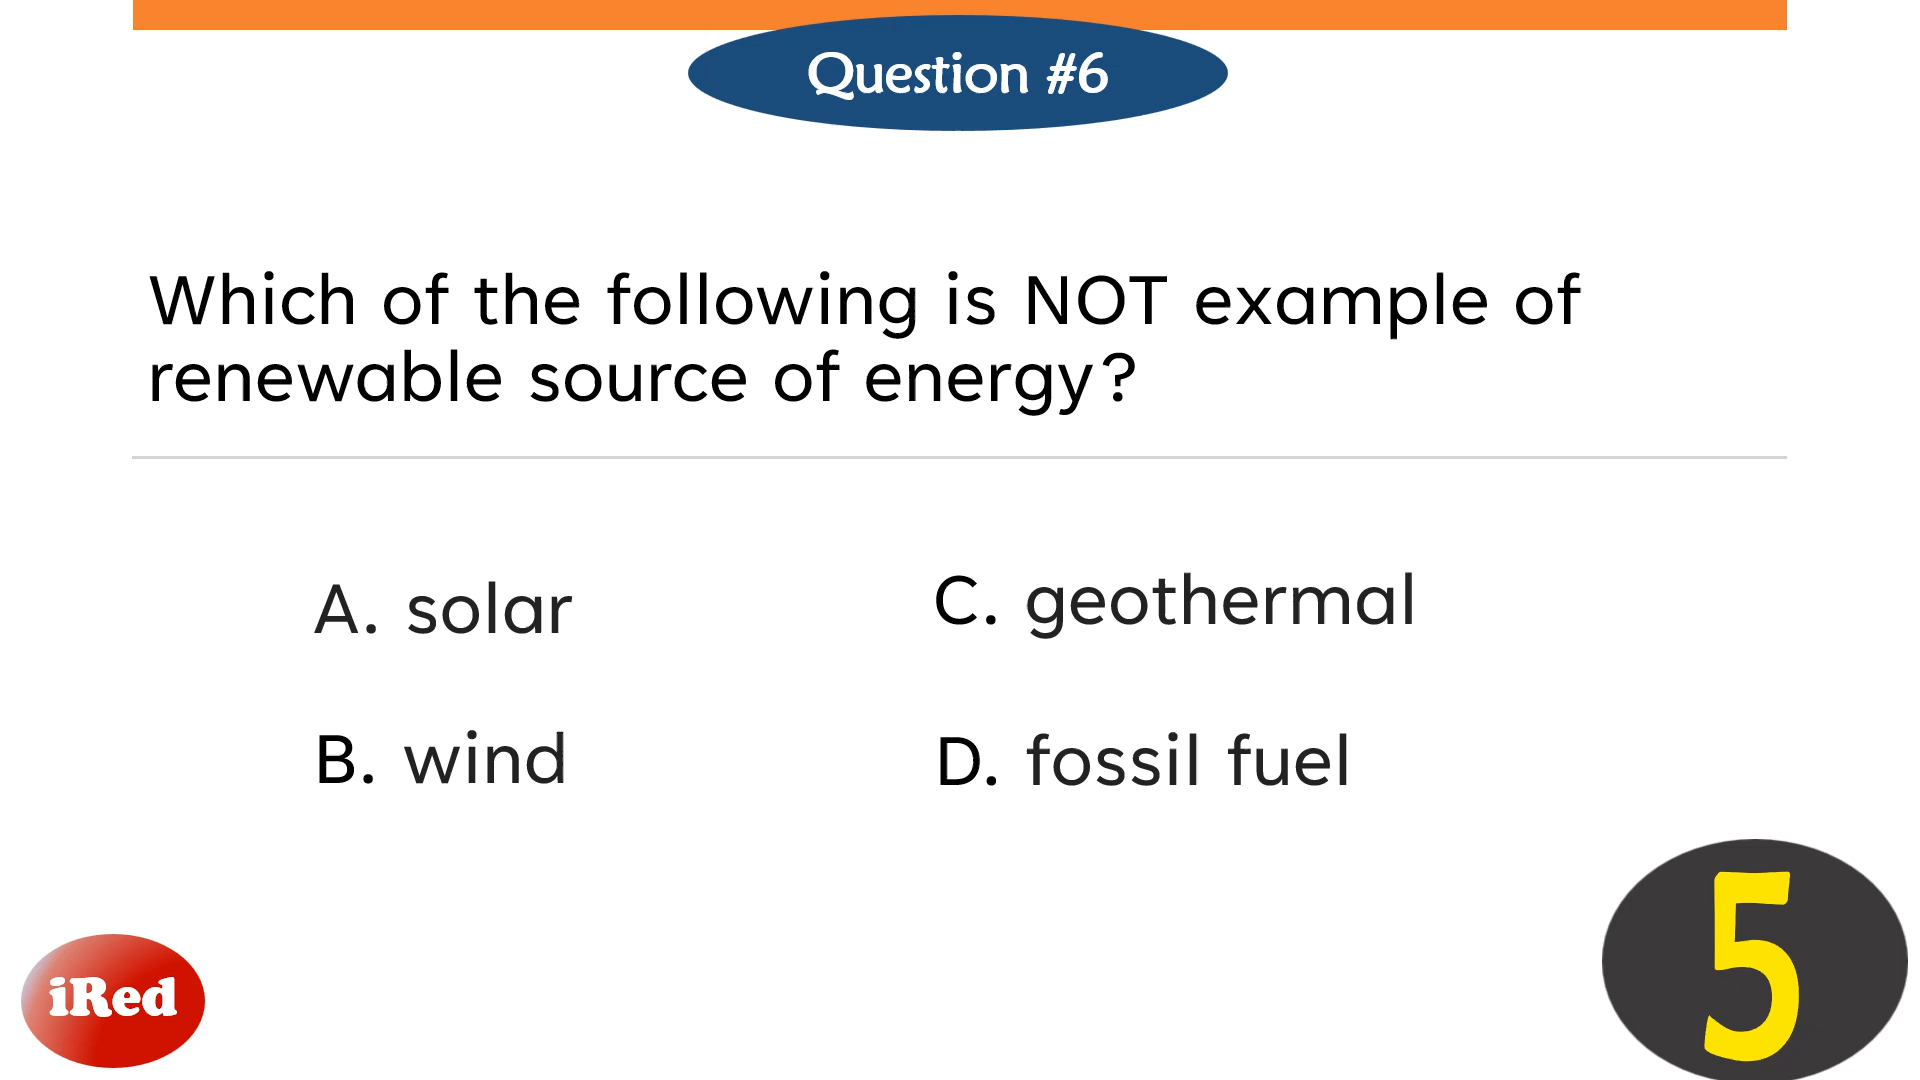 Question #6
Which of the following is NOT example of
renewable source of energy?
A. solar
B. wind
C. geothermal
D. fossil fuel
iRed
5